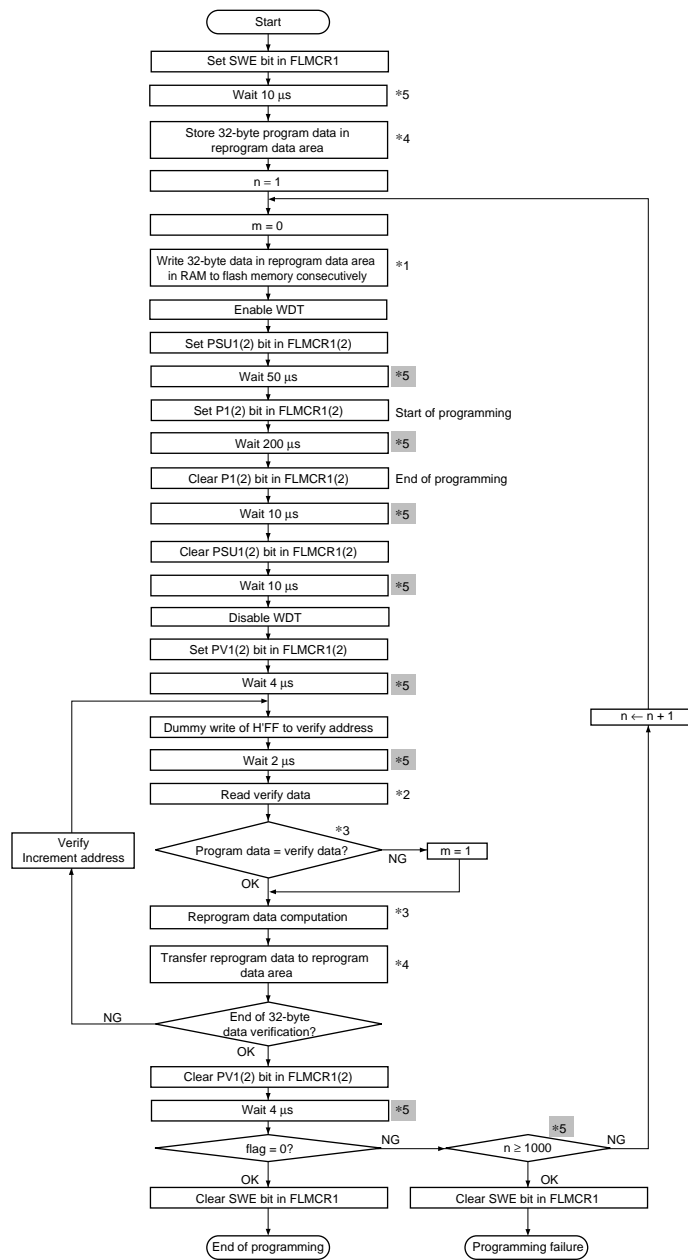 Start
Set SWE bit in FLMCR1
Wait 10 µs
*5
Store 32-byte program data in
reprogram data area
*4
n = 1
m = 0
Write 32-byte data in reprogram data area
in RAM to flash memory consecutively
*1
Enable WDT
Set PSU1(2) bit in FLMCR1(2)
Wait 50 µs
*5
Set P1(2) bit in FLMCR1(2)
Start of programming
Wait 200 µs
*5
Clear P1(2) bit in FLMCR1(2)
End of programming
Wait 10 µs
*5
Clear PSU1(2) bit in FLMCR1(2)
Wait 10 µs
*5
Disable WDT
Set PV1(2) bit in FLMCR1(2)
Wait 4 µs
*5
n ← n + 1
Dummy write of H'FF to verify address
Wait 2 µs
*5
Read verify data
*2
Verify
Increment address
*3
Program data = verify data?
NG
m = 1
OK
Reprogram data computation
*3
Transfer reprogram data to reprogram
data area
*4
End of 32-byte
data verification?
NG
OK
Clear PV1(2) bit in FLMCR1(2)
Wait 4 µs
*5
flag = 0?
NG
*5
n ≥ 1000
NG
OK
OK
Clear SWE bit in FLMCR1
Clear SWE bit in FLMCR1
End of programming
Programming failure